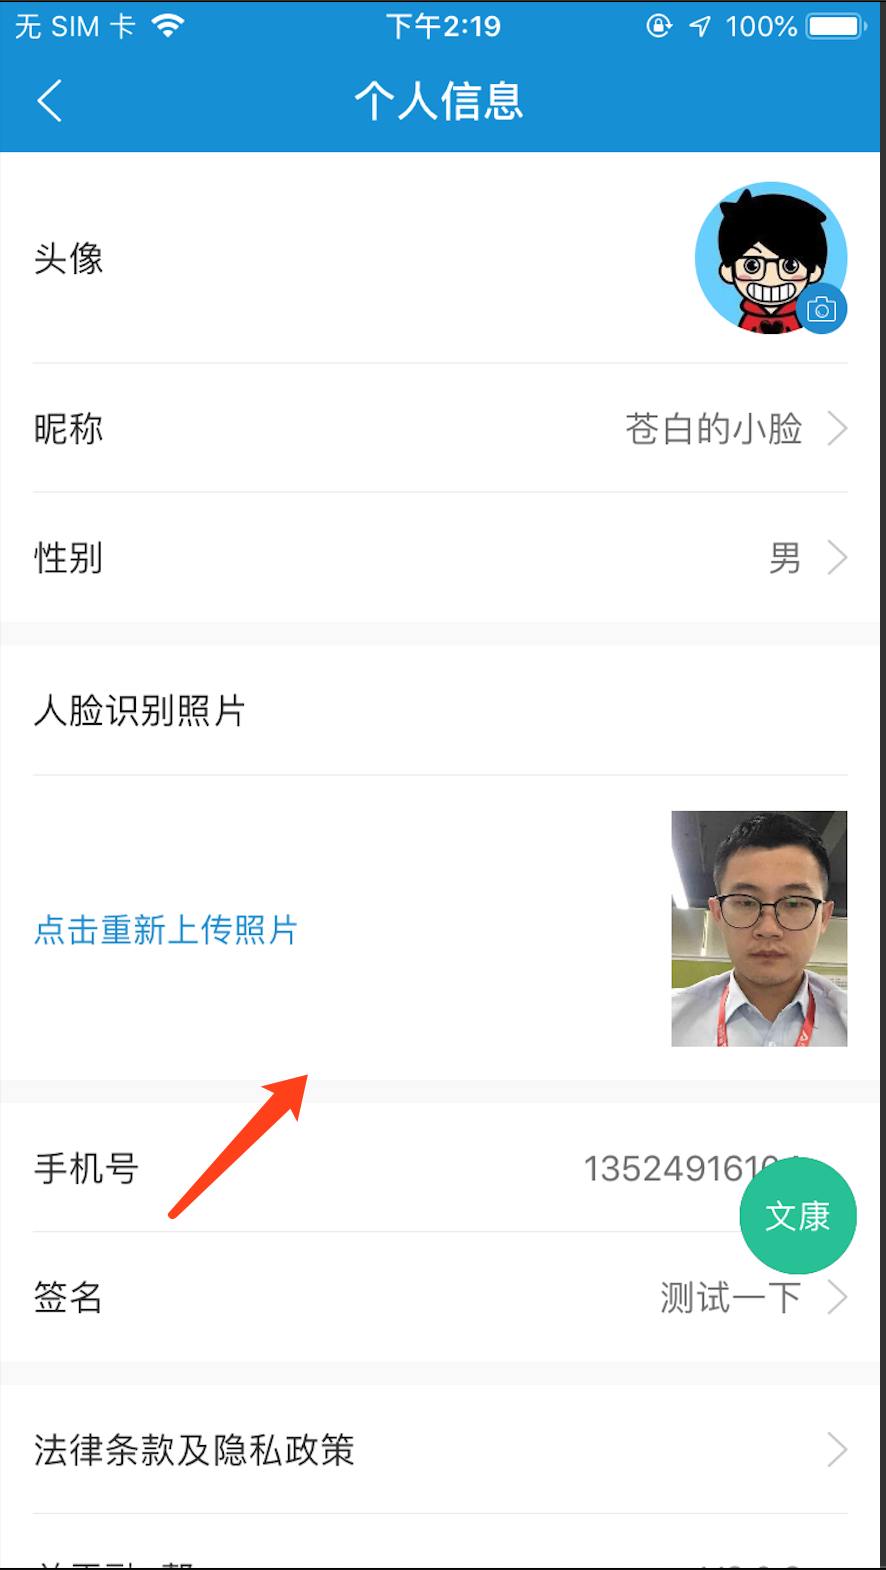 无 SIM 卡
下午2:19
100%
个人信息
头像
昵称
苍白的小脸
性别
男
人脸识别照片
点击重新上传照片
手机号
1352491610
文康
签名
测试一下
法律条款及隐私政策